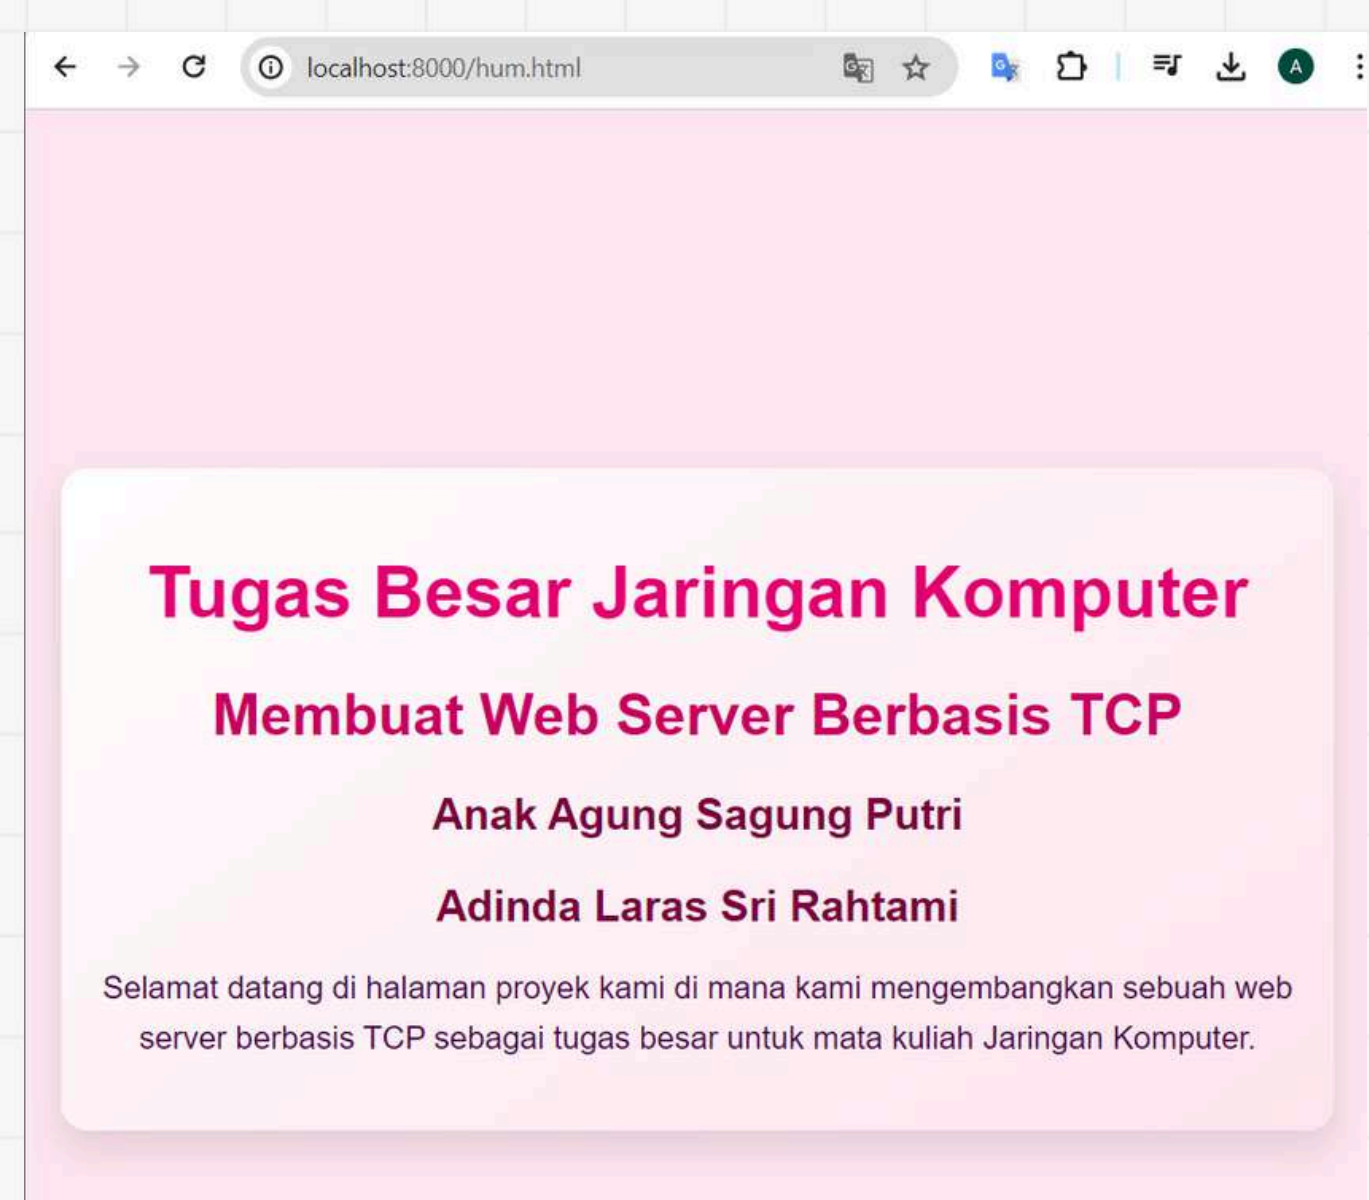 localhost:8000/hum.html
A
Tugas Besar Jaringan Komputer
Membuat Web Server Berbasis TCP
Anak Agung Sagung Putri
Adinda Laras Sri Rahtami
Selamat datang di halaman proyek kami di mana kami mengembangkan sebuah web
server berbasis TCP sebagai tugas besar untuk mata kuliah Jaringan Komputer.